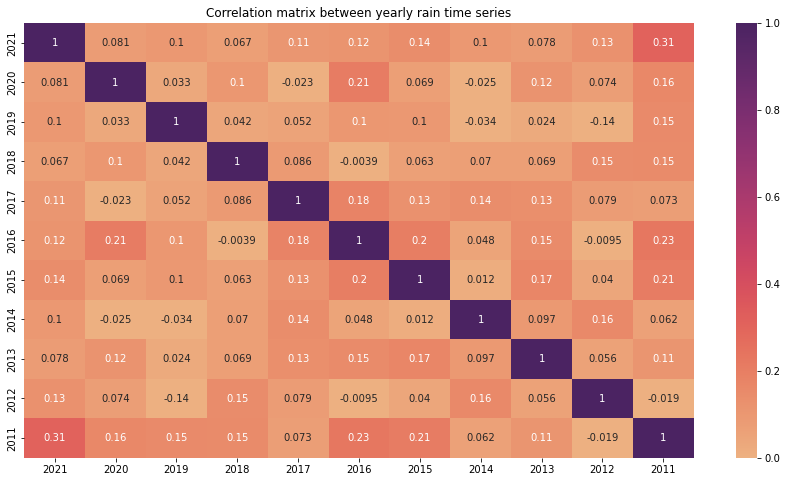 Correlation matrix between yearly rain time series
2021 1 0.081 0.1 0.067 0.11 0.12 0.14 0.1 0.078 0.13 0.31
2020 0.081 1 0.033 0.1 -0.023 0.21 0.069 -0.025 0.12 0.074 0.16
2019 0.1 0.033 1 0.042 0.052 0.1 0.1 -0.034 0.024 -0.14 0.15
2018 0.067 0.1 0.042 1 0.086 -0.0039 0.063 0.07 0.069 0.15 0.15
2017 0.11 -0.023 0.052 0.086 1 0.18 0.13 0.14 0.13 0.079 0.073
2016 0.12 0.21 0.1 -0.0039 0.18 1 0.2 0.048 0.15 -0.0095 0.23
2015 0.14 0.069 0.1 0.063 0.13 0.2 1 0.012 0.17 0.04 0.21
2014 0.1 -0.025 -0.034 0.07 0.14 0.048 0.012 1 0.097 0.16 0.062
2013 0.078 0.12 0.024 0.069 0.13 0.15 0.17 0.097 1 0.056 0.11
2012 0.13 0.074 -0.14 0.15 0.079 -0.0095 0.04 0.16 0.056 1 -0.019
2011 0.31 0.16 0.15 0.15 0.073 0.23 0.21 0.062 0.11 -0.019 1
2021 2020 2019 2018 2017 2016 2015 2014 2013 2012 2011
1.0
0.8
0.6
0.4
0.2
0.0